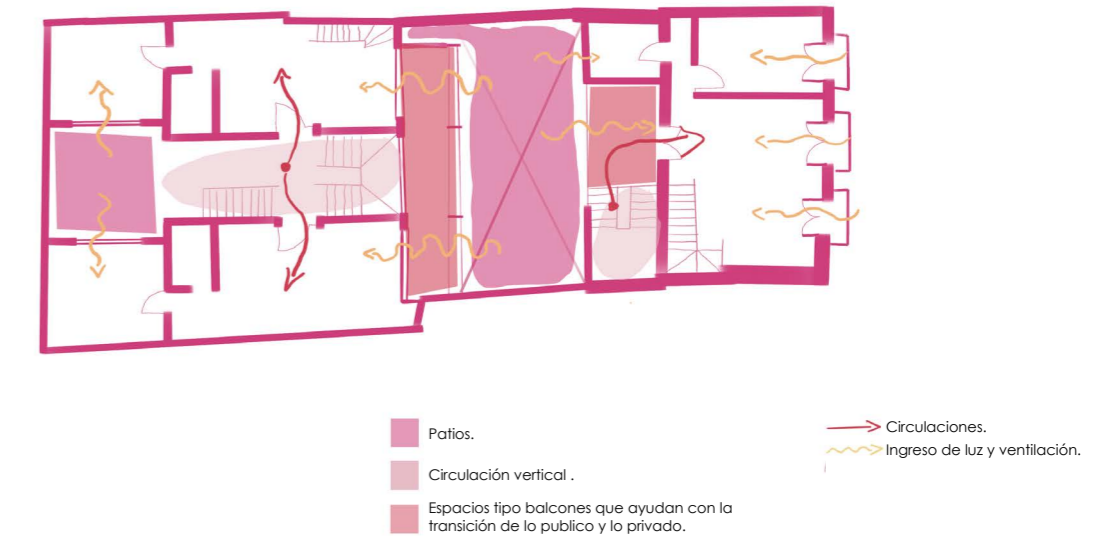 Patios.
Circulación vertical .
Espacios tipo balcones que ayudan con la
transición de lo publico y lo privado.
Circulaciones.
Ingreso de luz y ventilación.